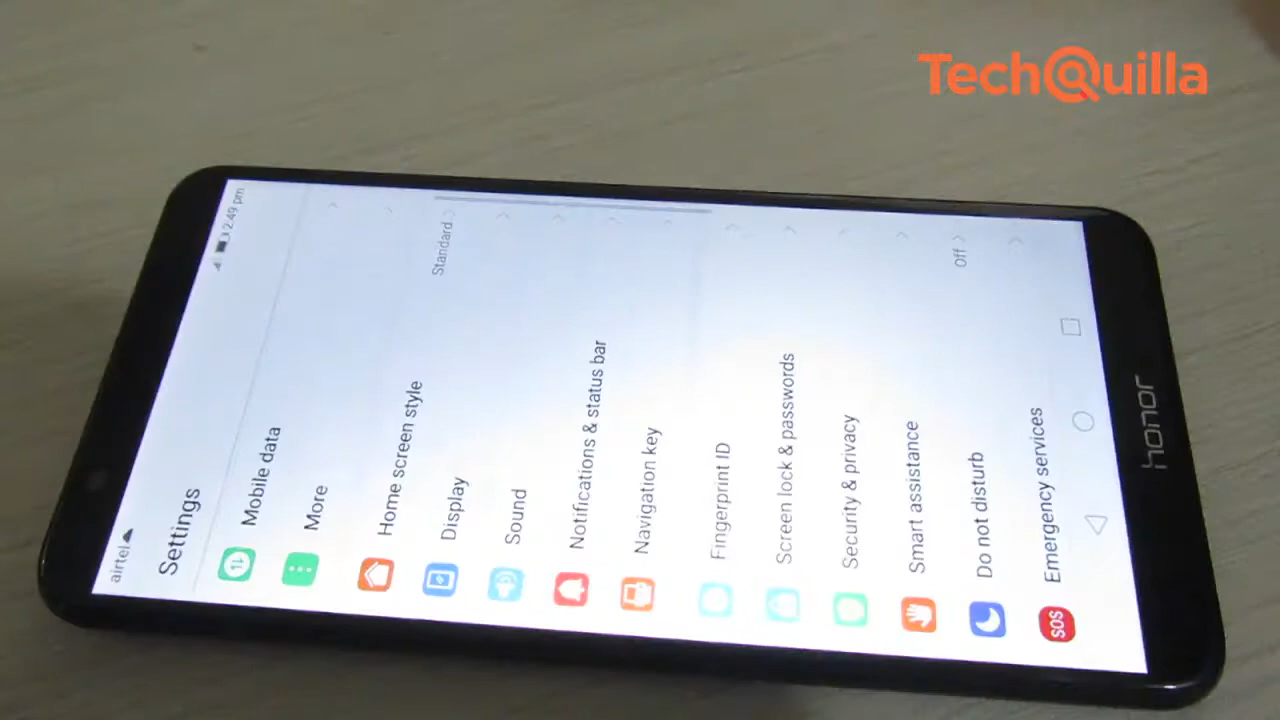 TechQuilla
airtel
2:49 pm
Settings
Mobile data
More
Home screen style
Standard
Display
Sound
Notifications & status bar
Navigation key
Fingerprint ID
Screen lock & passwords
Security & privacy
Smart assistance
Do not disturb
Off
SOS
Emergency services
honor